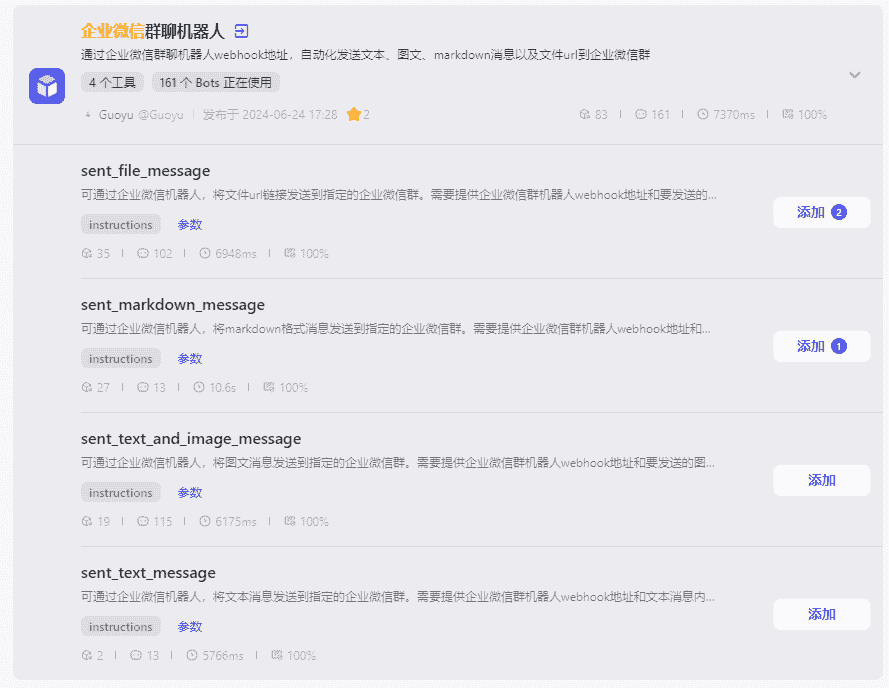 企业微信群聊机器人
通过企业微信群聊机器人webhook地址，自动化发送文本、图文、markdown消息以及文件url到企业微信群
4 个工具 161 个 Bots 正在使用
Guoyu @Guoyu 发布于 2024-06-24 17:28 2 83 161 7370ms 100%
sent_file_message
可通过企业微信机器人，将文件url链接发送到指定的企业微信群。需要提供企业微信群机器人webhook地址和要发送的...
instructions 参数
添加 2
35 102 6948ms 100%
sent_markdown_message
可通过企业微信机器人，将markdown格式消息发送到指定的企业微信群。需要提供企业微信群机器人webhook地址和...
instructions 参数
添加 1
27 13 10.6s 100%
sent_text_and_image_message
可通过企业微信机器人，将图文消息发送到指定的企业微信群。需要提供企业微信群机器人webhook地址和要发送的图...
instructions 参数
添加
19 115 6175ms 100%
sent_text_message
可通过企业微信机器人，将文本消息发送到指定的企业微信群。需要提供企业微信群机器人webhook地址和文本消息内...
instructions 参数
添加
2 13 5766ms 100%